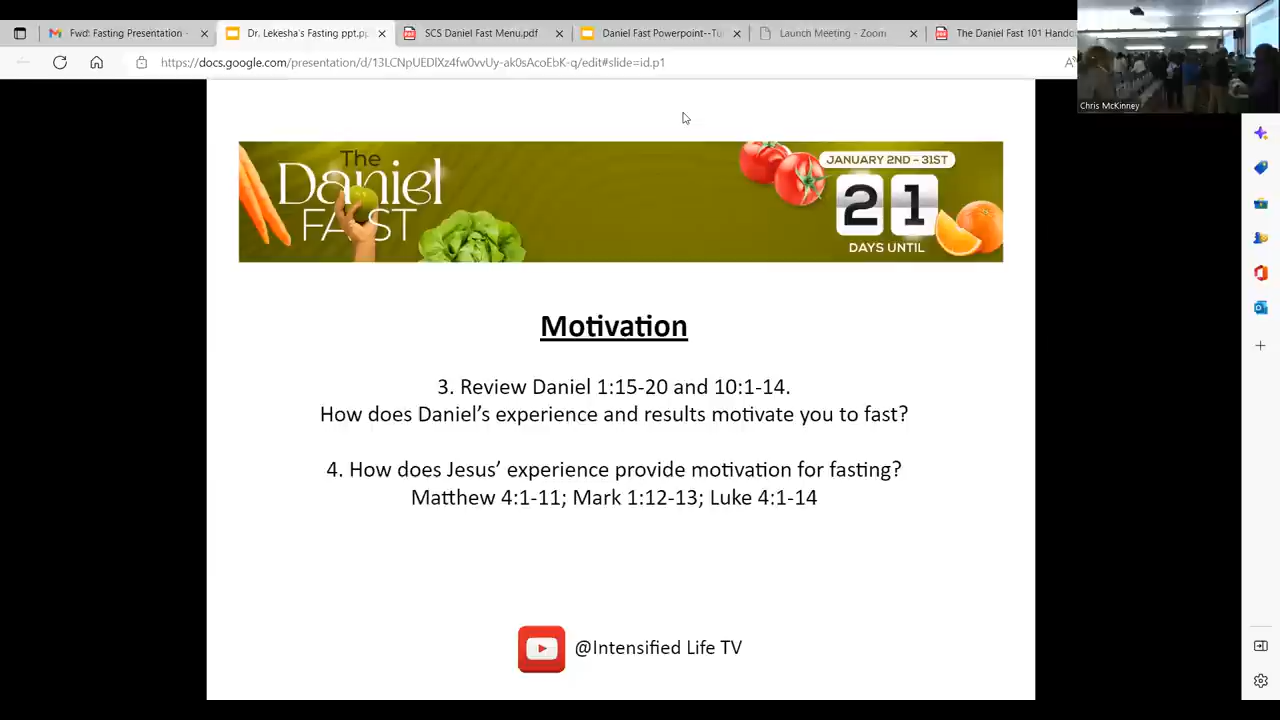 Fwd: Fasting Presentation -
Dr. Lekesha's Fasting ppt.pp
SCS Daniel Fast Menu.pdf
Daniel Fast Powerpoint--Tu
Launch Meeting - Zoom
The Daniel Fast 101 Hando
https://docs.google.com/presentation/d/13LCNpUEDlXz4fw0vvUy-ak0sAcoEbK-q/edit#slide=id.p1
Chris McKinney
The
Daniel
FAST
JANUARY 2ND - 31ST
21
DAYS UNTIL
Motivation
3. Review Daniel 1:15-20 and 10:1-14.
How does Daniel’s experience and results motivate you to fast?
4. How does Jesus’ experience provide motivation for fasting?
Matthew 4:1-11; Mark 1:12-13; Luke 4:1-14
@Intensified Life TV